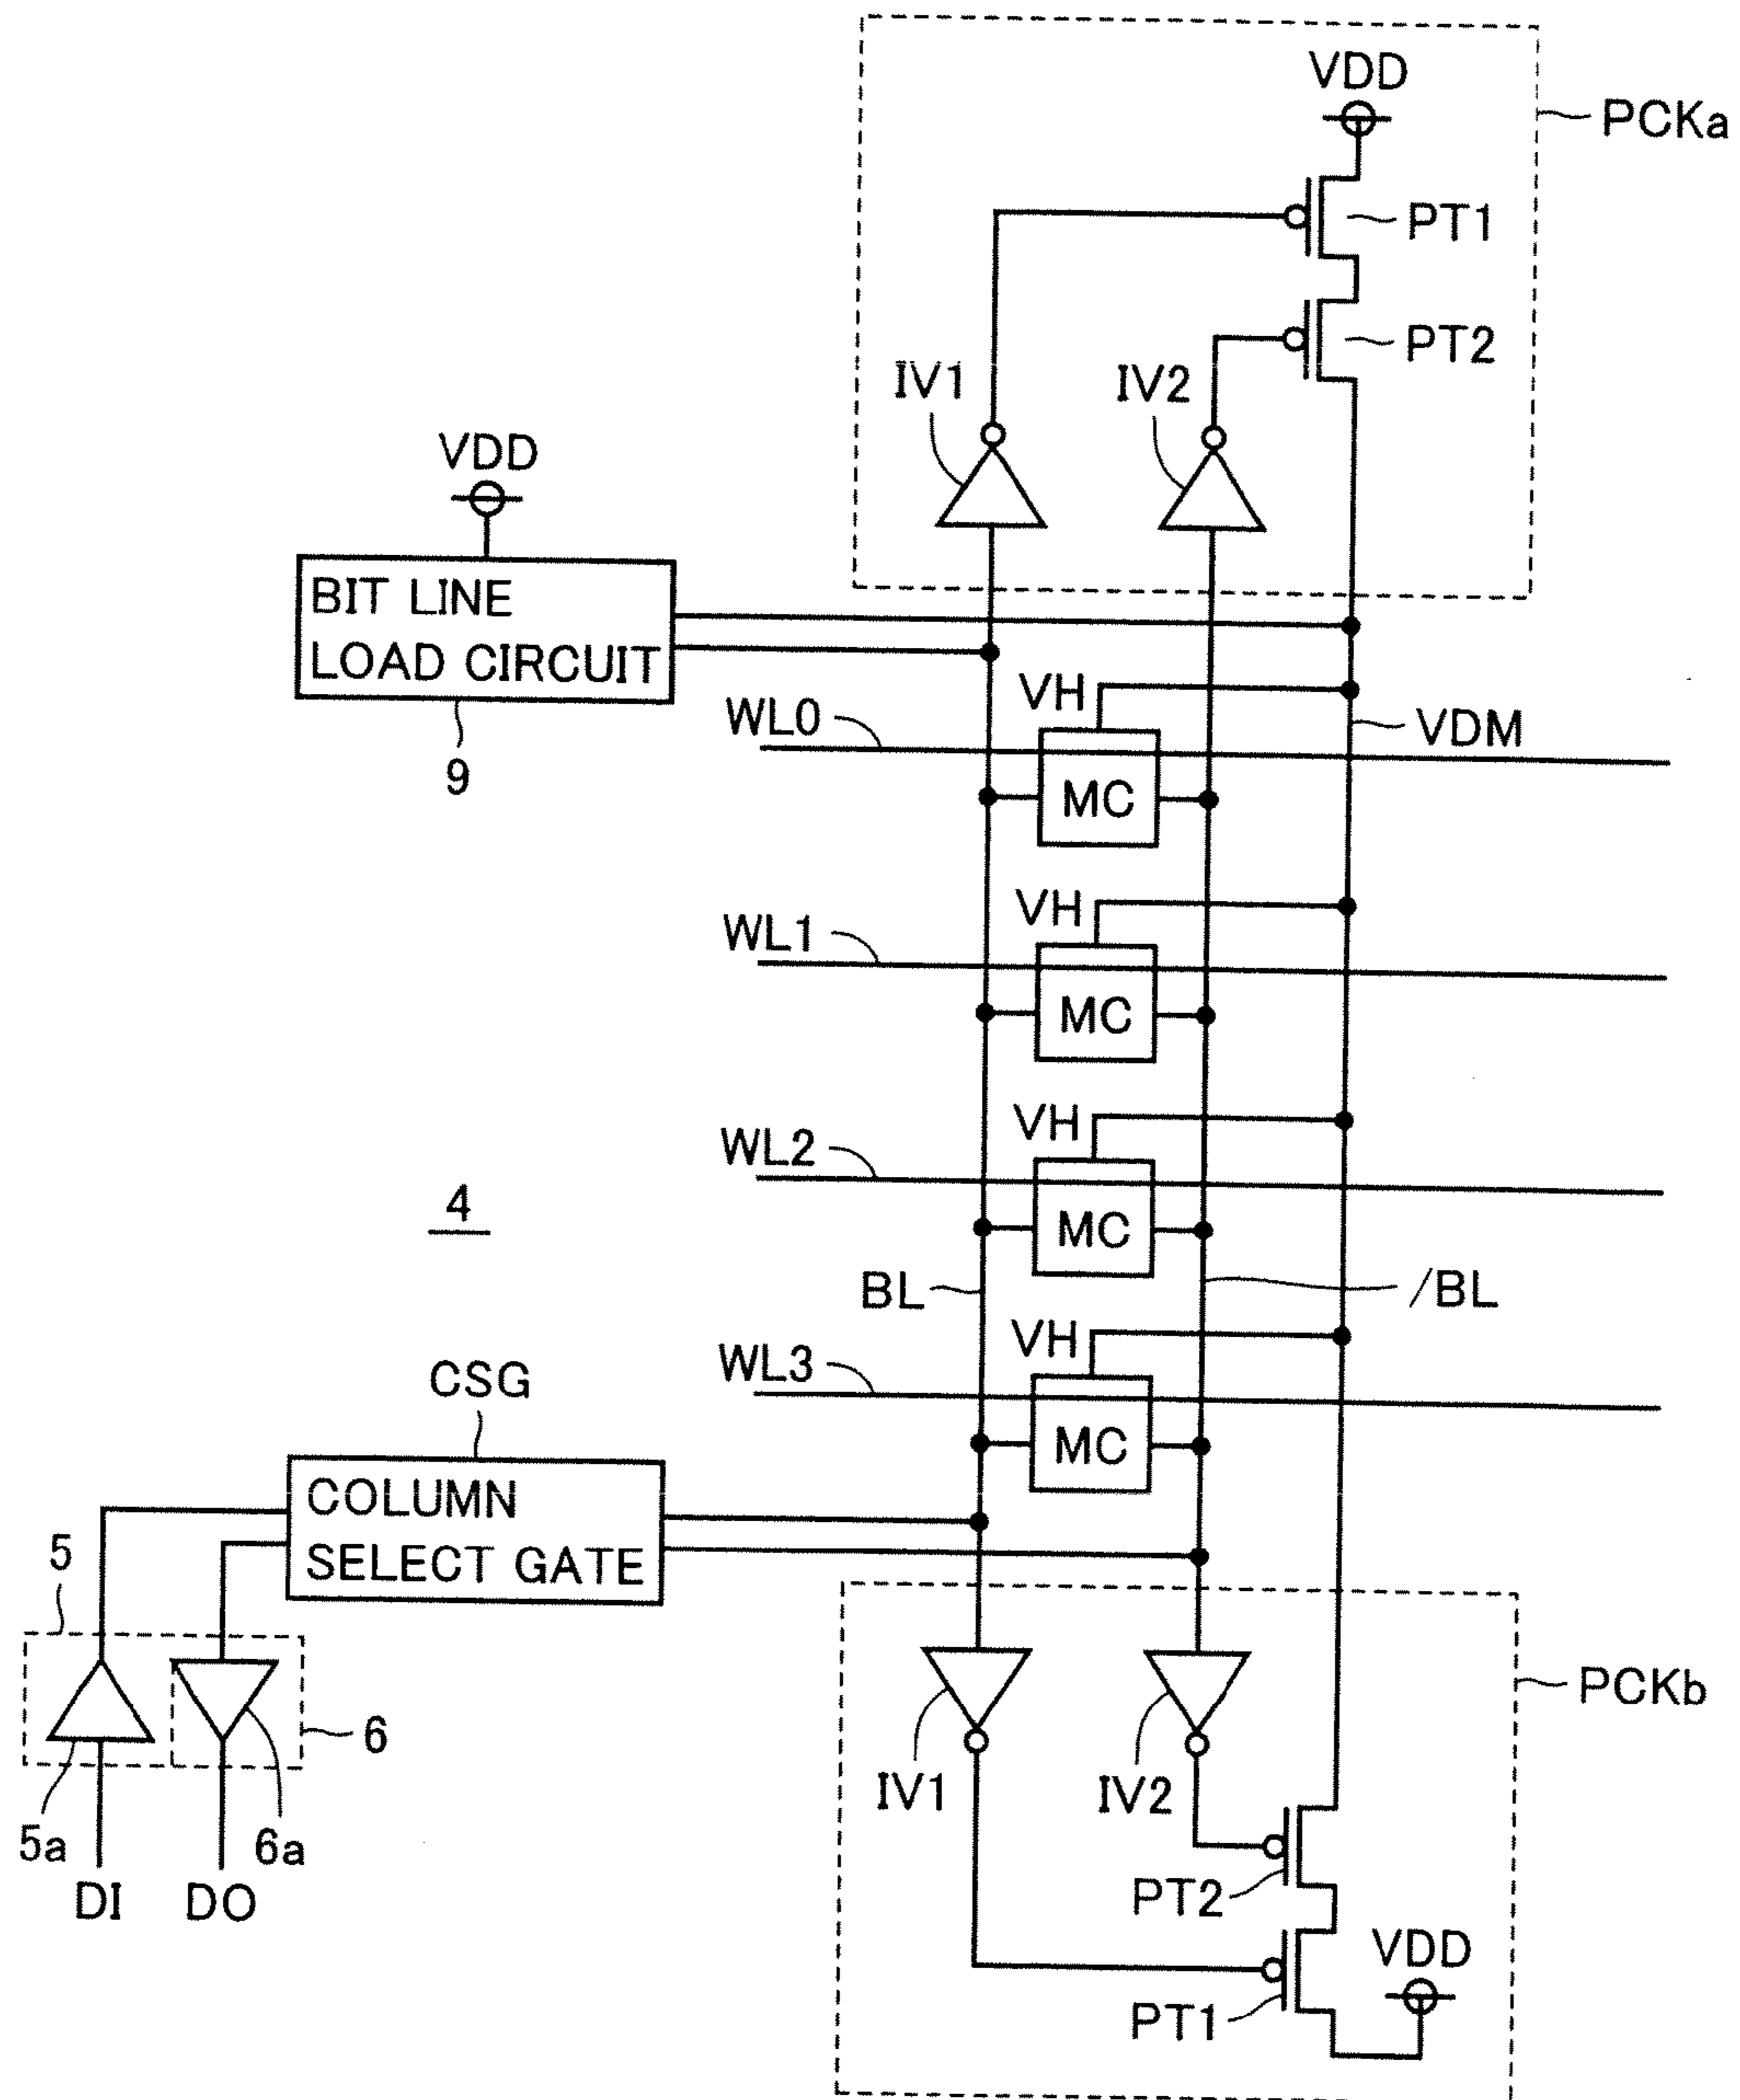 VDD
PCKa
PT1
PT2
IV1
IV2
VDD
BIT LINE
LOAD CIRCUIT
9
VH
WL0
VDM
MC
VH
WL1
MC
VH
WL2
MC
4
BL
/BL
VH
WL3
MC
CSG
COLUMN
SELECT GATE
5
6
PCKb
5a
6a
DI
DO
IV1
IV2
PT2
VDD
PT1